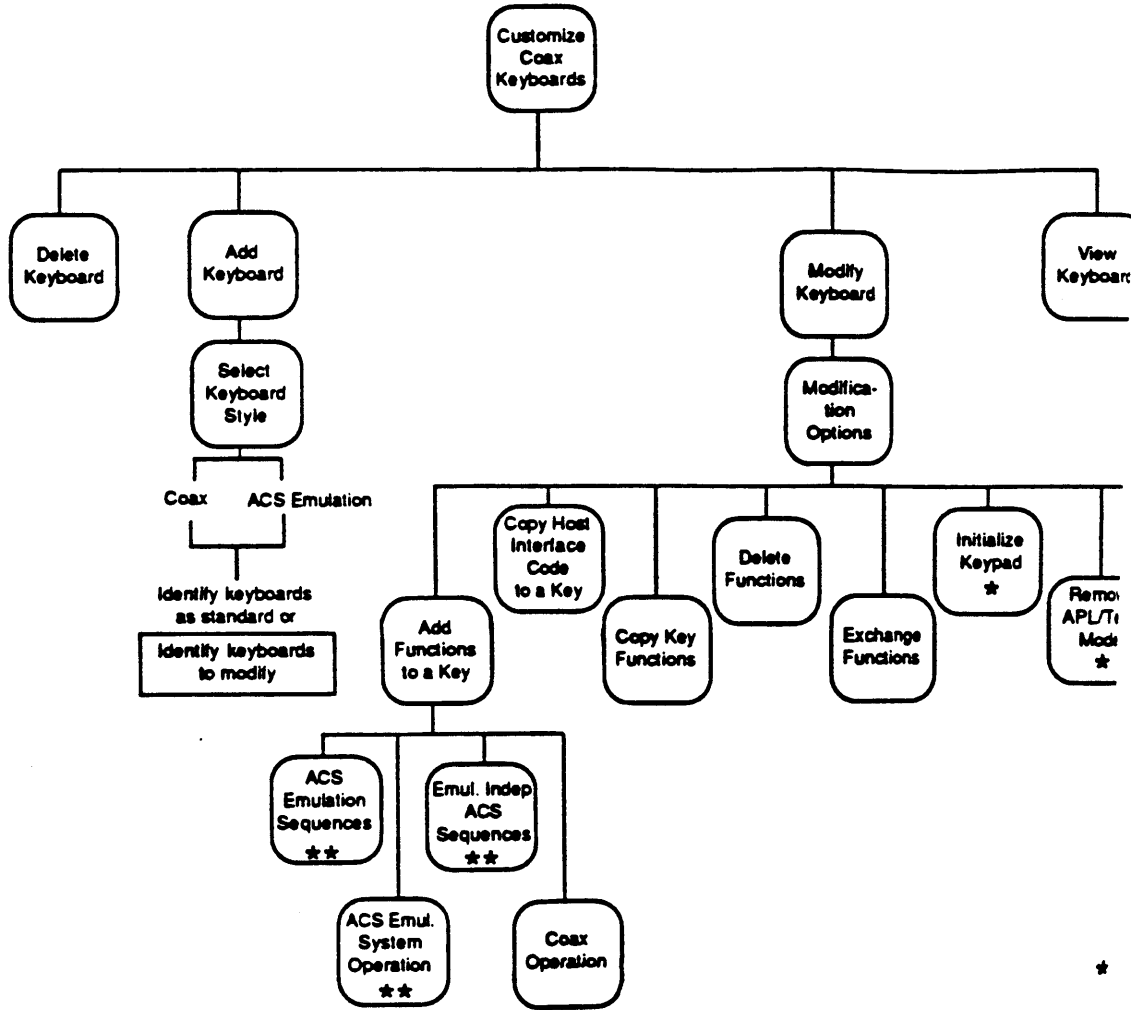 Customize
Coax
Keyboards
Delete
Keyboard
Add
Keyboard
Modify
Keyboard
View
Keyboard
Select
Keyboard
Style
Modifica-
tion
Options
Coax
ACS Emulation
Identify keyboards
as standard or
Identify keyboards
to modify
Add
Functions
to a Key
Copy Host
Interface
Code
to a Key
Copy Key
Functions
Delete
Functions
Exchange
Functions
Initialize
Keypad
*
APL/
*
ACS
Emulation
Sequences
**
Emul. Indep
ACS
Sequences
**
ACS Emul.
System
Operation
**
Coax
Operation
*